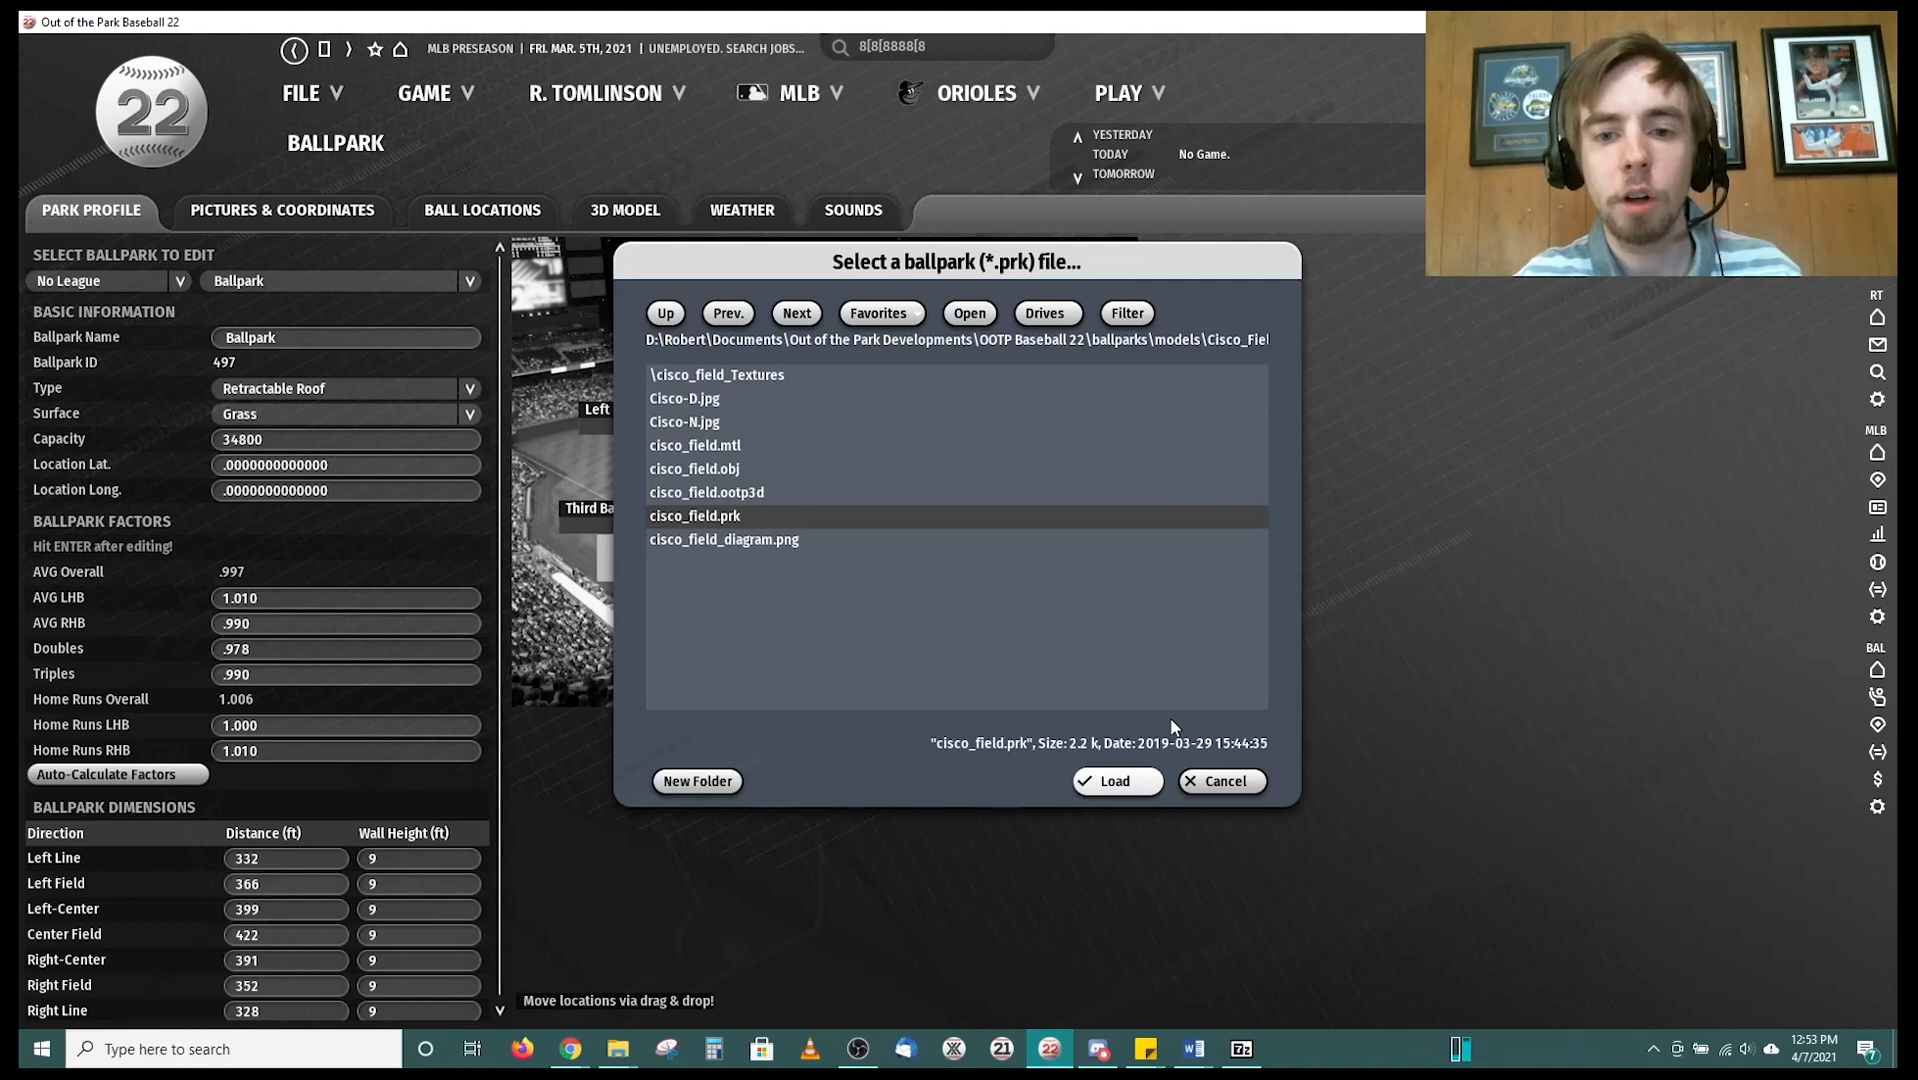 Out of the Park Baseball 22
MLB PRESEASON | FRI. MAR. 5TH, 2021 | UNEMPLOYED. SEARCH JOBS...
8[8[8888[8
22
FILE
GAME
R. TOMLINSON
MLB
ORIOLES
PLAY
BALLPARK
YESTERDAY
TODAY No Game.
TOMORROW
PARK PROFILE
PICTURES & COORDINATES
BALL LOCATIONS
3D MODEL
WEATHER
SOUNDS
SELECT BALLPARK TO EDIT
No League
Ballpark
BASIC INFORMATION
Ballpark Name Ballpark
Ballpark ID 497
Type Retractable Roof
Surface Grass
Capacity 34800
Location Lat. .0000000000000
Location Long. .0000000000000
BALLPARK FACTORS
Hit ENTER after editing!
AVG Overall .997
AVG LHB 1.010
AVG RHB .990
Doubles .978
Triples .990
Home Runs Overall 1.006
Home Runs LHB 1.000
Home Runs RHB 1.010
Auto-Calculate Factors
BALLPARK DIMENSIONS
Direction Distance (ft) Wall Height (ft)
Left Line 332 9
Left Field 366 9
Left-Center 399 9
Center Field 422 9
Right-Center 391 9
Right Field 352 9
Right Line 328 9
Left
Third Ba
Move locations via drag & drop!
Select a ballpark (*.prk) file...
Up
Prev.
Next
Favorites
Open
Drives
Filter
D:\Robert\Documents\Out of the Park Developments\OOTP Baseball 22\ballparks\models\Cisco_Fiel
\cisco_field_Textures
Cisco-D.jpg
Cisco-N.jpg
cisco_field.mtl
cisco_field.obj
cisco_field.ootp3d
cisco_field.prk
cisco_field_diagram.png
"cisco_field.prk", Size: 2.2 k, Date: 2019-03-29 15:44:35
New Folder
Load
Cancel
RT
MLB
BAL
Type here to search
21
22
7z
12:53 PM
4/7/2021
7